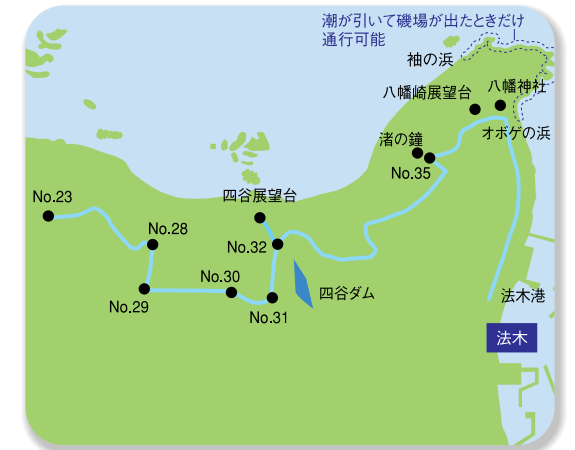 潮が引いて磯場が出たときだけ
通行可能
袖の浜
八幡崎展望台
八幡神社
オボゲの浜
渚の鐘
No.35
No.23
四谷展望台
No.28
No.32
No.30
No.29
No.31
四谷ダム
法木港
法木